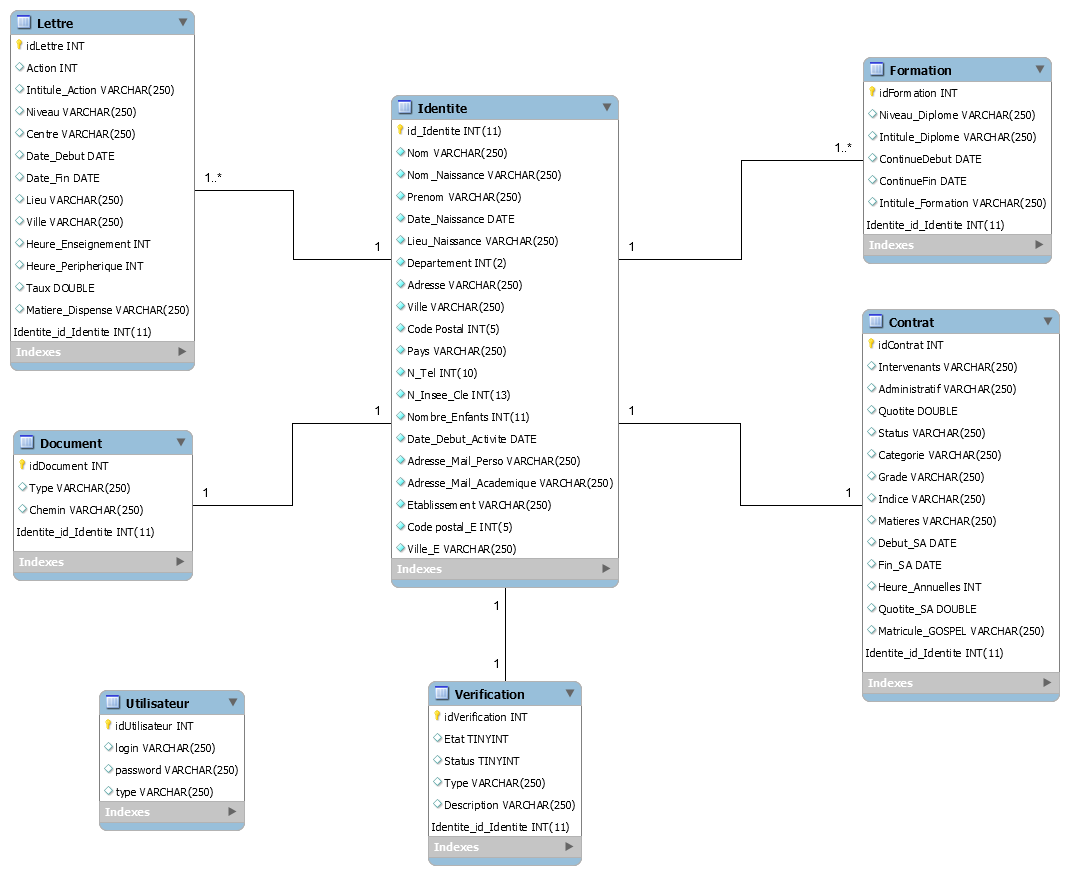 Lettre
idLettre INT
Action INT
Intitule_Action VARCHAR(250)
Niveau VARCHAR(250)
Centre VARCHAR(250)
Date_Debut DATE
Date_Fin DATE
Lieu VARCHAR(250)
Ville VARCHAR(250)
Heure_Enseignement INT
Heure_Peripherique INT
Taux DOUBLE
Matiere_Dispense VARCHAR(250)
Identite_id_Identite INT(11)
Indexes
1..*
1
Identite
id_Identite INT(11)
Nom VARCHAR(250)
Nom_Naissance VARCHAR(250)
Prenom VARCHAR(250)
Date_Naissance DATE
Lieu_Naissance VARCHAR(250)
Departement INT(2)
Adresse VARCHAR(250)
Ville VARCHAR(250)
Code Postal INT(5)
Pays VARCHAR(250)
N_Tel INT(10)
N_Insee_Cle INT(13)
Nombre_Enfants INT(11)
Date_Debut_Activite DATE
Adresse_Mail_Perso VARCHAR(250)
Adresse_Mail_Academique VARCHAR(250)
Etablissement VARCHAR(250)
Code postal_E INT(5)
Ville_E VARCHAR(250)
Indexes
1
1..*
Formation
idFormation INT
Niveau_Diplome VARCHAR(250)
Intitule_Diplome VARCHAR(250)
ContinueDebut DATE
ContinueFin DATE
Intitule_Formation VARCHAR(250)
Identite_id_Identite INT(11)
Indexes
1
1
Contrat
idContrat INT
Intervenants VARCHAR(250)
Administratif VARCHAR(250)
Quotite DOUBLE
Status VARCHAR(250)
Categorie VARCHAR(250)
Grade VARCHAR(250)
Indice VARCHAR(250)
Matieres VARCHAR(250)
Debut_SA DATE
Fin_SA DATE
Heure_Annuelles INT
Quotite_SA DOUBLE
Matricule_GOSPEL VARCHAR(250)
Identite_id_Identite INT(11)
Indexes
1
1
Document
idDocument INT
Type VARCHAR(250)
Chemin VARCHAR(250)
Identite_id_Identite INT(11)
Indexes
1
1
Utilisateur
idUtilisateur INT
login VARCHAR(250)
password VARCHAR(250)
type VARCHAR(250)
Indexes
Verification
idVerification INT
Etat TINYINT
Status TINYINT
Type VARCHAR(250)
Description VARCHAR(250)
Identite_id_Identite INT(11)
Indexes